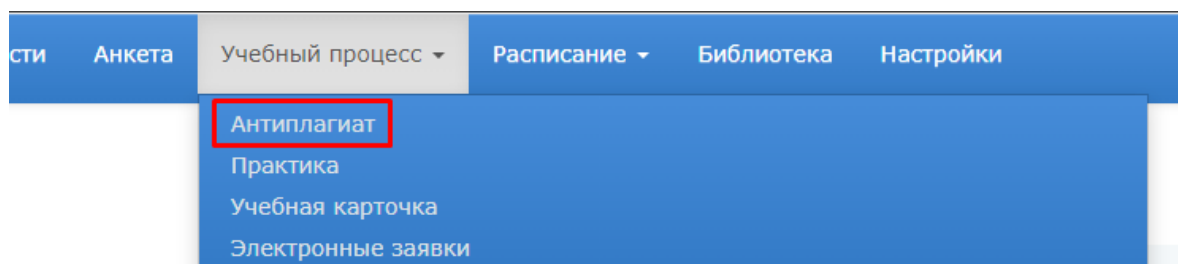 сти Анкета Учебный процесс Расписание Библиотека Настройки
Антиплагиат
Практика
Учебная карточка
Электронные заявки